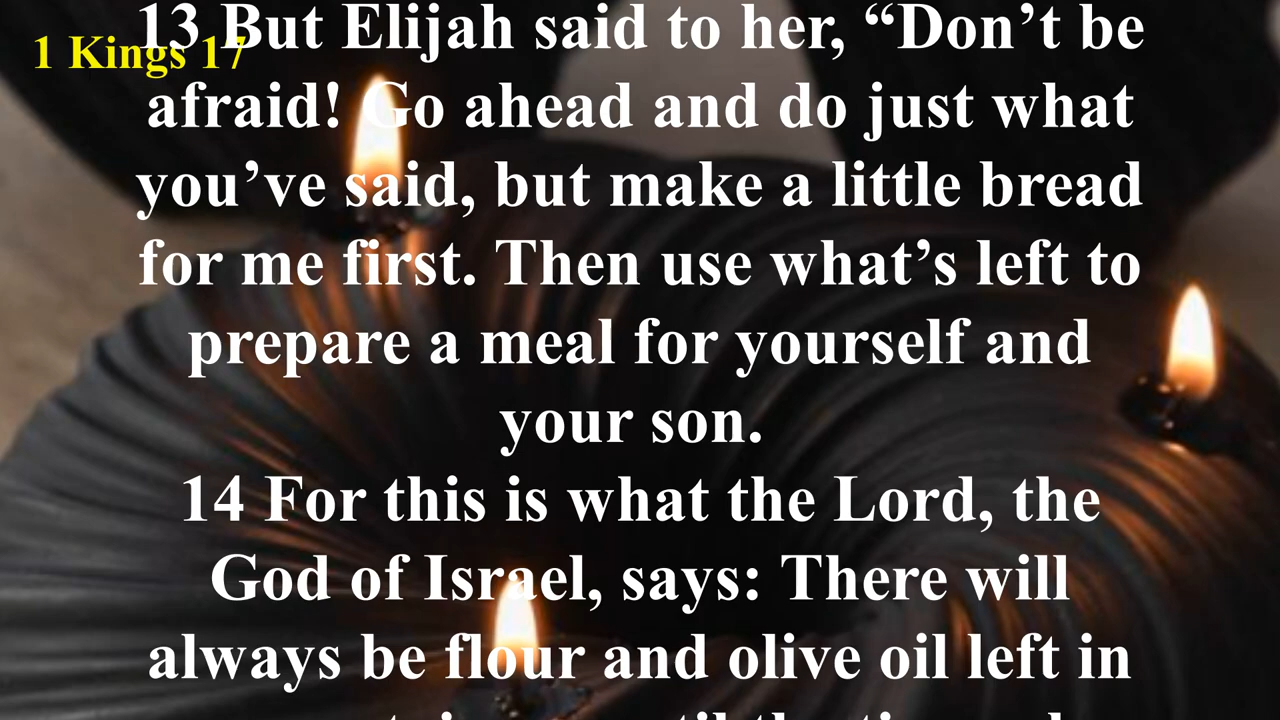 1 Kings 17
13 But Elijah said to her, “Don’t be
afraid! Go ahead and do just what
you’ve said, but make a little bread
for me first. Then use what’s left to
prepare a meal for yourself and
your son.
14 For this is what the Lord, the
God of Israel, says: There will
always be flour and olive oil left in